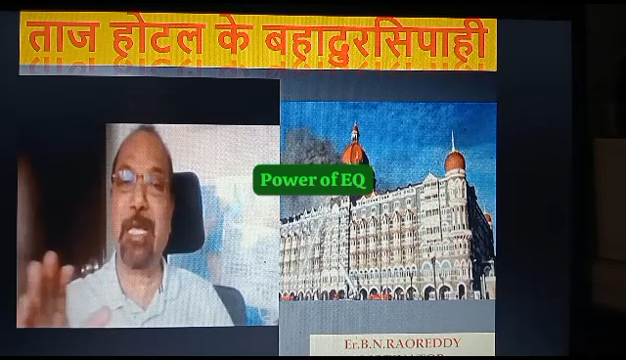 ताज होटल के बहादुरसिपाही
Power of EQ
Er.B.N.RAOREDDY